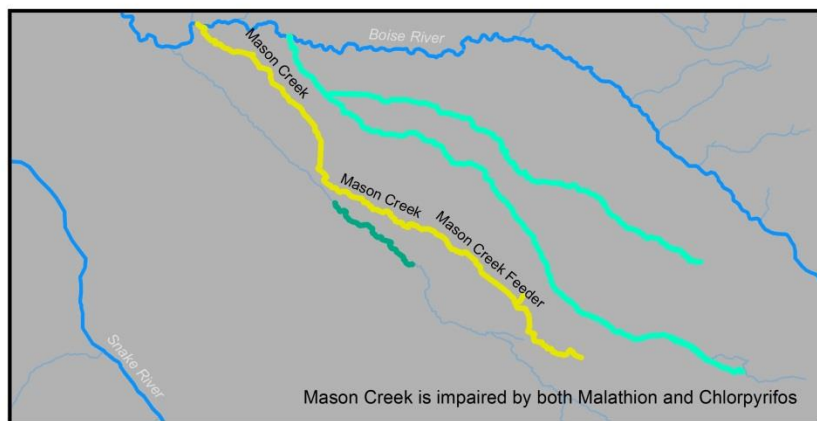 Boise River
Mason Creek
Mason Creek
Mason Creek Feeder
Snake River
Mason Creek is impaired by both Malathion and Chlorpyrifos